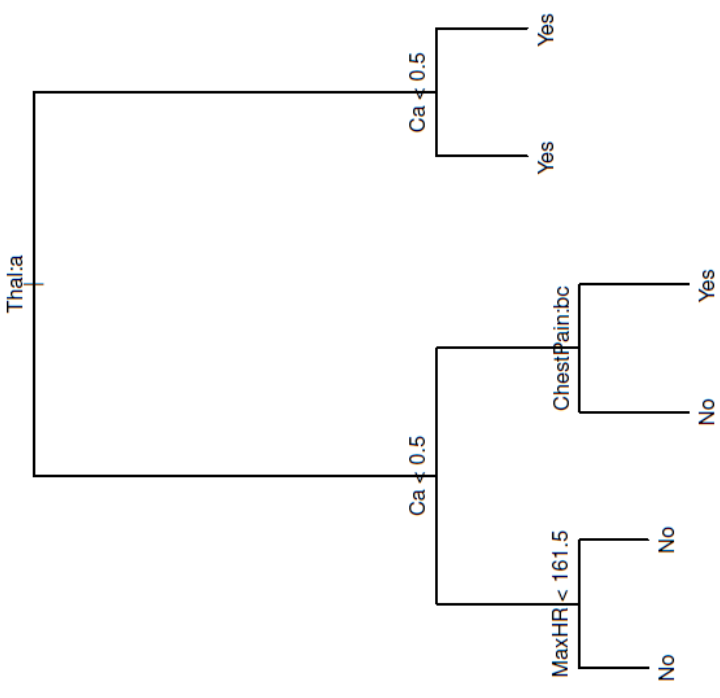 Thal:a
Ca < 0.5
Ca < 0.5
MaxHR < 161.5
ChestPain:bc
No
No
No
Yes
Yes
Yes